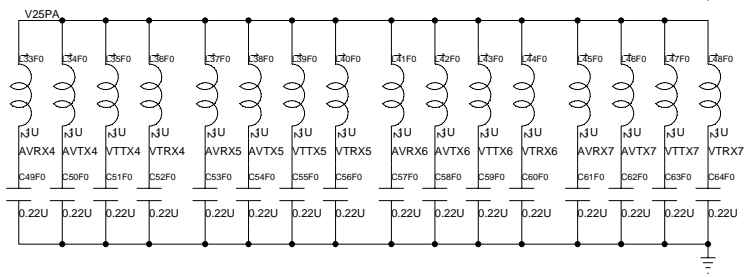 V25PA
L33F0 L34F0 L35F0 L36F0 L37F0 L38F0 L39F0 L40F0 L41F0 L42F0 L43F0 L44F0 L45F0 L46F0 L47F0 L48F0
1U 1U 1U 1U 1U 1U 1U 1U 1U 1U 1U 1U 1U 1U 1U 1U
AVRX4 AVTX4 VTTX4 VTRX4 AVRX5 AVTX5 VTTX5 VTRX5 AVRX6 AVTX6 VTTX6 VTRX6 AVRX7 AVTX7 VTTX7 VTRX7
C49F0 C50F0 C51F0 C52F0 C53F0 C54F0 C55F0 C56F0 C57F0 C58F0 C59F0 C60F0 C61F0 C62F0 C63F0 C64F0
0.22U 0.22U 0.22U 0.22U 0.22U 0.22U 0.22U 0.22U 0.22U 0.22U 0.22U 0.22U 0.22U 0.22U 0.22U 0.22U